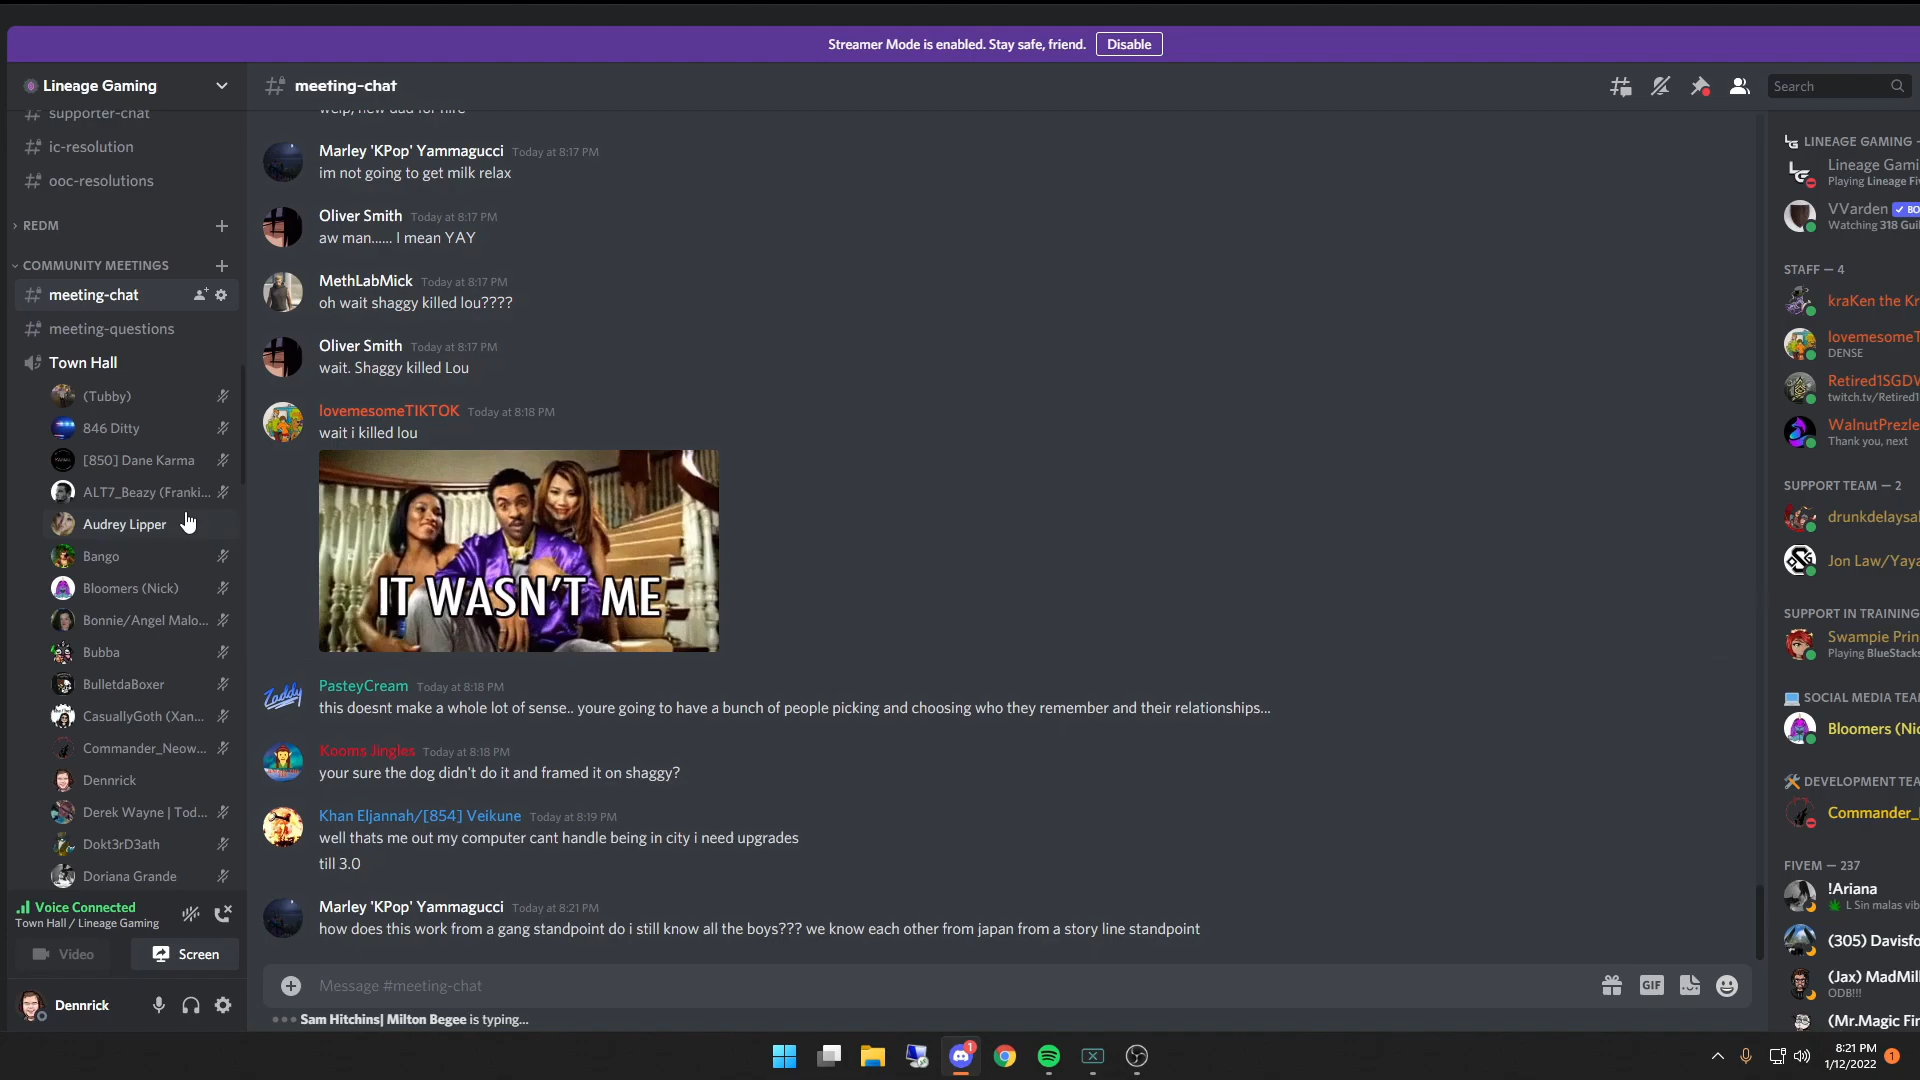 Streamer Mode is enabled. Stay safe, friend. Disable
Lineage Gaming
supporter-chat
ic-resolution
ooc-resolutions
REDM
COMMUNITY MEETINGS
meeting-chat
meeting-questions
Town Hall
(Tubby)
846 Ditty
[850] Dane Karma
ALT7_Beazy (Franki...
Audrey Lipper
Bango
Bloomers (Nick)
Bonnie/Angel Malo...
Bubba
BulletdaBoxer
CasuallyGoth (Xan...
Commander_Neow...
Dennrick
Derek Wayne | Tod...
Dokt3rD3ath
Doriana Grande
Voice Connected
Town Hall / Lineage Gaming
Video Screen
Dennrick
meeting-chat
Search
welp, new dad for hire
Marley 'KPop' Yammagucci Today at 8:17 PM
im not going to get milk relax
Oliver Smith Today at 8:17 PM
aw man...... I mean YAY
MethLabMick Today at 8:17 PM
oh wait shaggy killed lou????
Oliver Smith Today at 8:17 PM
wait. Shaggy killed Lou
lovemesomeTIKTOK Today at 8:18 PM
wait i killed lou
IT WASN'T ME
Zaddy
PasteyCream Today at 8:18 PM
this doesnt make a whole lot of sense.. youre going to have a bunch of people picking and choosing who they remember and their relationships...
Kooms Jingles Today at 8:18 PM
your sure the dog didn't do it and framed it on shaggy?
Khan Eljannah/[854] Veikune Today at 8:19 PM
well thats me out my computer cant handle being in city i need upgrades
till 3.0
Marley 'KPop' Yammagucci Today at 8:21 PM
how does this work from a gang standpoint do i still know all the boys??? we know each other from japan from a story line standpoint
Message #meeting-chat
GIF
Sam Hitchins| Milton Begee is typing...
LINEAGE GAMING -
Lineage Gami
Playing Lineage Fiv
VVarden ✓ BO
Watching 318 Guil
STAFF — 4
kraKen the Kr
lovemesomeT
DENSE
Retired1SGDV
twitch.tv/Retired1
WalnutPrezle
Thank you, next
SUPPORT TEAM — 2
drunkdelaysal
Jon Law/Yaya
SUPPORT IN TRAINING
Swampie Prin
Playing BlueStacks
SOCIAL MEDIA TEA
Bloomers (Nic
DEVELOPMENT TEA
Commander_
FIVEM — 237
!Ariana
L Sin malas vib
(305) Davisfo
(Jax) MadMill
ODB!!!
(Mr.Magic Fir
1
8:21 PM
1/12/2022
1